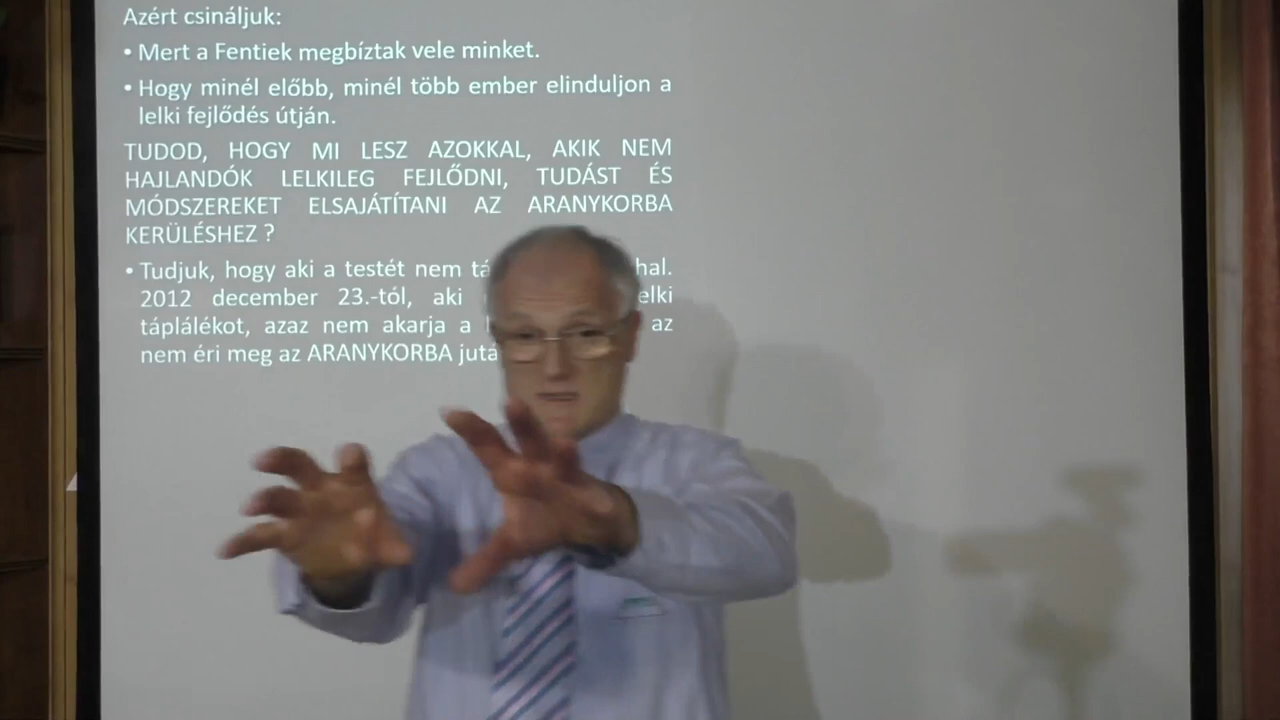 Azért csináljuk:
• Mert a Fentiek megbíztak vele minket.
• Hogy minél előbb, minél több ember elinduljon a
lelki fejlődés útján.
TUDOD, HOGY MI LESZ AZOKKAL, AKIK NEM
HAJLANDÓK LELKILEG FEJLŐDNI, TUDÁST ÉS
MÓDSZEREKET ELSAJÁTÍTANI AZ ARANYKORBA
KERÜLÉSHEZ ?
• Tudjuk, hogy aki a testét nem
2012 december 23.-tól, aki
táplálékot, azaz nem akarja a az
nem éri meg az ARANYKORBA